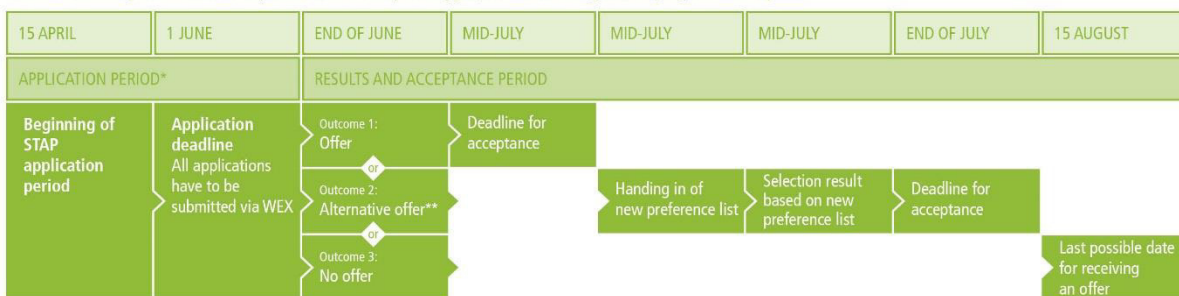 15 APRIL
1 JUNE
END OF JUNE
MID-JULY
MID-JULY
MID-JULY
END OF JULY
15 AUGUST
APPLICATION PERIOD*
RESULTS AND ACCEPTANCE PERIOD
Beginning of
STAP
application
period
Application
deadline
All applications
have to be
submitted via WEX
Outcome 1:
Offer
Deadline for
acceptance
or
Outcome 2:
Alternative offer**
Handing in of
new preference list
Selection result
based on new
preference list
Deadline for
acceptance
or
Outcome 3:
No offer
Last possible date
for receiving
an offer